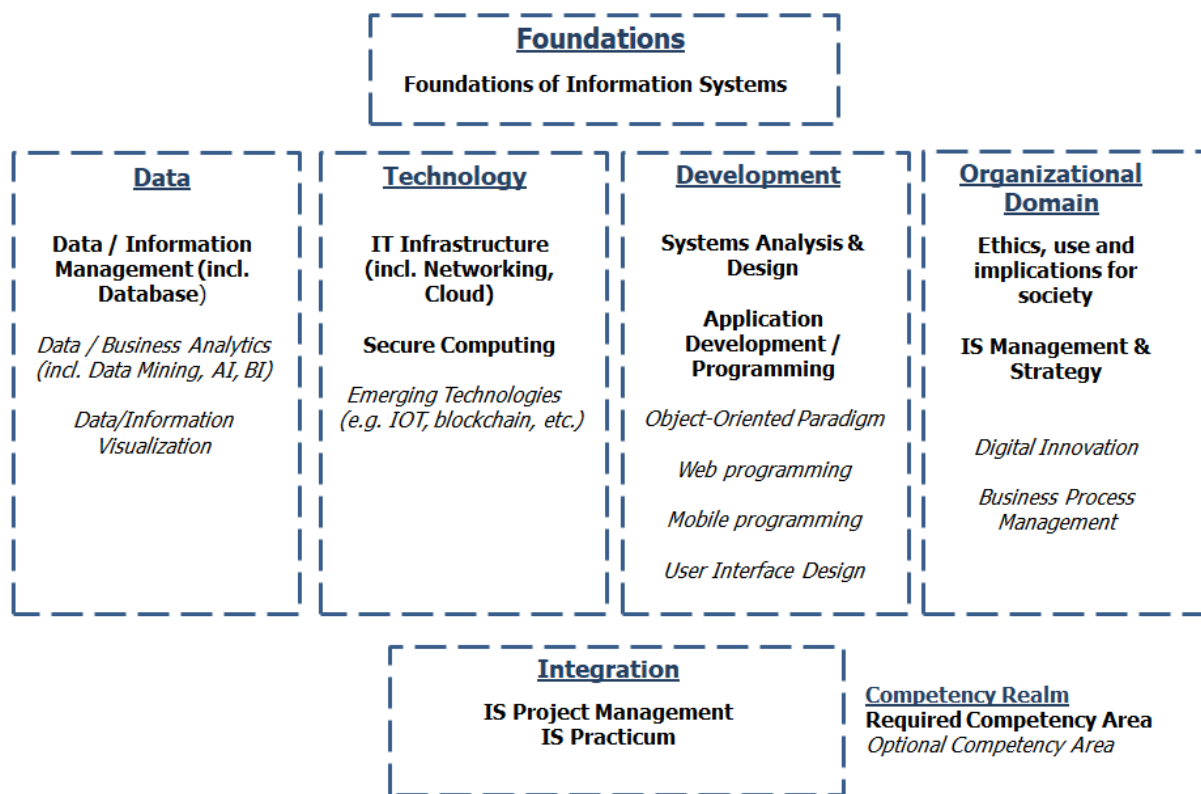 Foundations
Foundations of Information Systems
Data
Data / Information
Management (incl.
Database)
Data / Business Analytics
(incl. Data Mining, AI, BI)
Data/Information
Visualization
Technology
IT Infrastructure
(incl. Networking,
Cloud)
Secure Computing
Emerging Technologies
(e.g. IOT, blockchain, etc.)
Development
Systems Analysis &
Design
Application
Development /
Programming
Object-Oriented Paradigm
Web programming
Mobile programming
User Interface Design
Organizational
Domain
Ethics, use and
implications for
society
IS Management &
Strategy
Digital Innovation
Business Process
Management
Integration
IS Project Management
IS Practicum
Competency Realm
Required Competency Area
Optional Competency Area